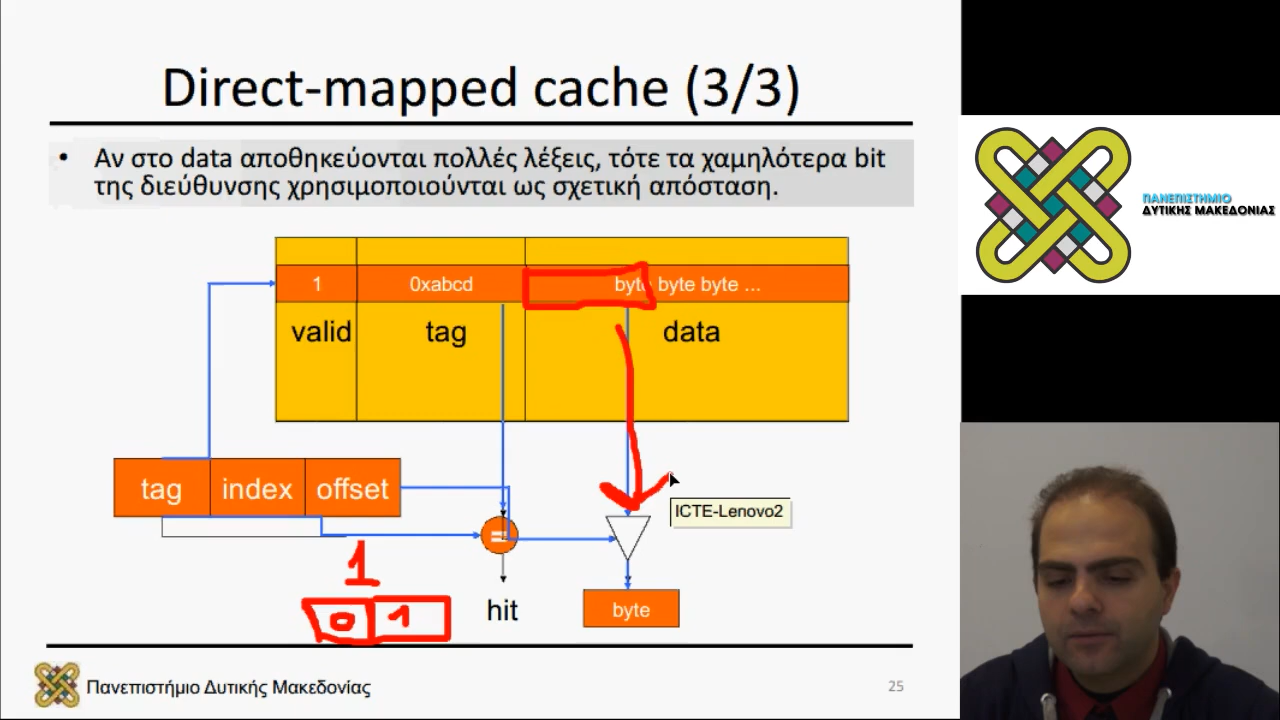 Direct-mapped cache (3/3)
• Αν στο data αποθηκεύονται πολλές λέξεις, τότε τα χαμηλότερα bit
της διεύθυνσης χρησιμοποιούνται ως σχετική απόσταση.
ΠΑΝΕΠΙΣΤΗΜΙΟ
ΔΥΤΙΚΗΣ ΜΑΚΕΔΟΝΙΑΣ
1 0xabcd byte byte byte ...
valid tag data
tag index offset
ICTE-Lenovo2
=
1
0 1
hit
byte
Πανεπιστήμιο Δυτικής Μακεδονίας
25